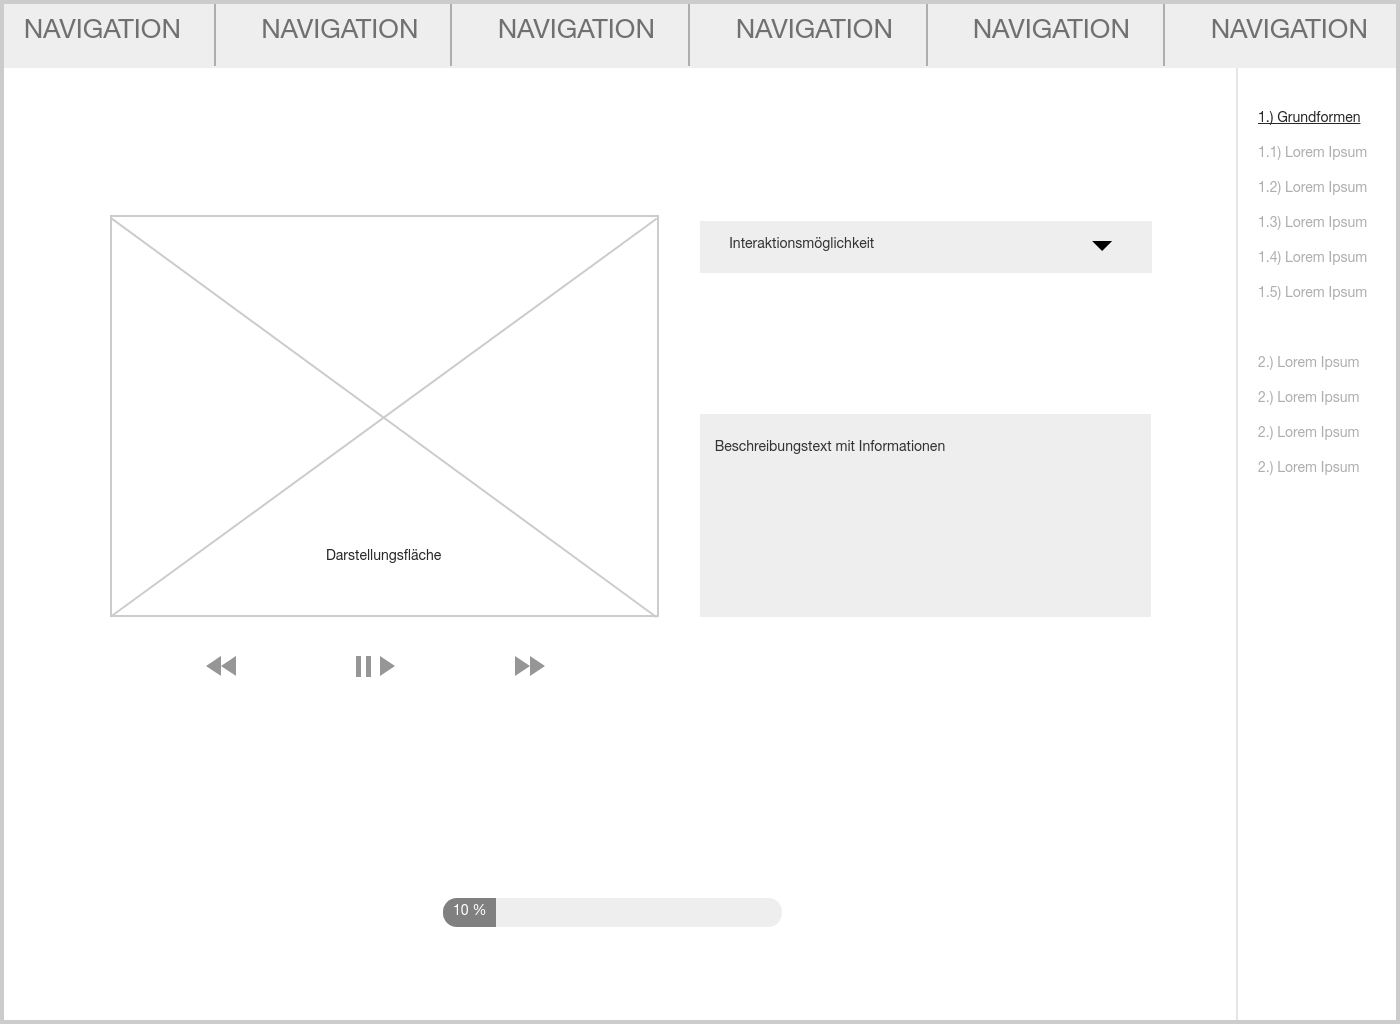 NAVIGATION NAVIGATION NAVIGATION NAVIGATION NAVIGATION NAVIGATION
Interaktionsmöglichkeit
Beschreibungstext mit Informationen
Darstellungsfläche
10 %
1.) Grundformen
1.1) Lorem Ipsum
1.2) Lorem Ipsum
1.3) Lorem Ipsum
1.4) Lorem Ipsum
1.5) Lorem Ipsum
2.) Lorem Ipsum
2.) Lorem Ipsum
2.) Lorem Ipsum
2.) Lorem Ipsum